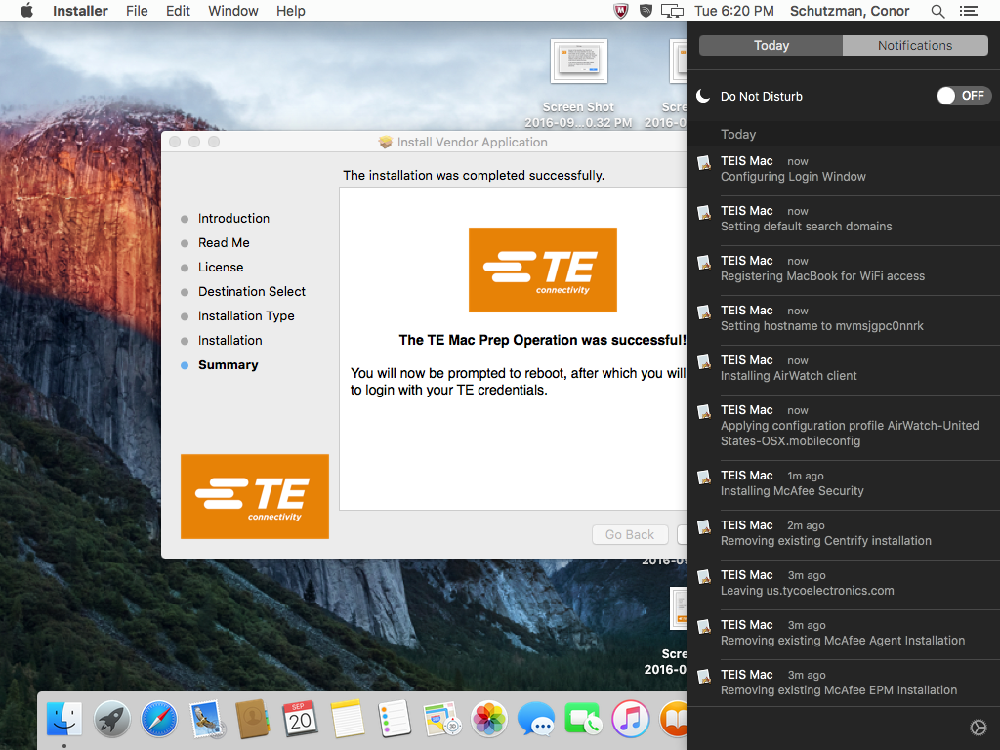 Installer File Edit Window Help Tue 6:20 PM Schutzman, Conor
Screen Shot
2016-09...0.32 PM
Scre
2016-0
Install Vendor Application
The installation was completed successfully.
Introduction
Read Me
License
Destination Select
Installation Type
Installation
Summary
TE
connectivity
The TE Mac Prep Operation was successful!
You will now be prompted to reboot, after which you will
to login with your TE credentials.
TE
connectivity
Go Back
2016-09
Scre
2016-0
SEP
20
Today Notifications
Do Not Disturb OFF
Today
TEIS Mac now
Configuring Login Window
TEIS Mac now
Setting default search domains
TEIS Mac now
Registering MacBook for WiFi access
TEIS Mac now
Setting hostname to mvmsjgpc0nnrk
TEIS Mac now
Installing AirWatch client
TEIS Mac now
Applying configuration profile AirWatch-United
States-OSX.mobileconfig
TEIS Mac 1m ago
Installing McAfee Security
TEIS Mac 2m ago
Removing existing Centrify installation
TEIS Mac 3m ago
Leaving us.tycoelectronics.com
TEIS Mac 3m ago
Removing existing McAfee Agent Installation
TEIS Mac 3m ago
Removing existing McAfee EPM Installation